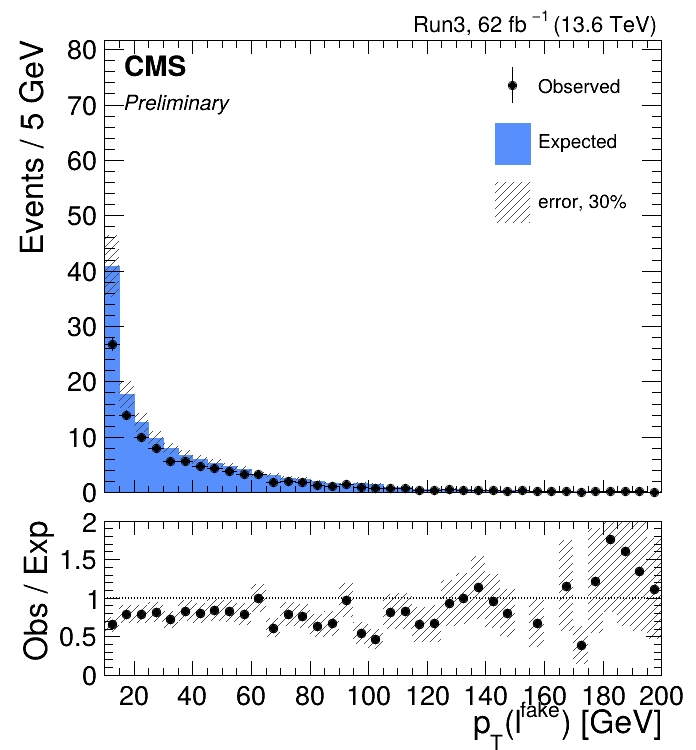 Run3, 62 fb⁻¹ (13.6 TeV)
CMS
Preliminary
Observed
Expected
error, 30%
Events / 5 GeV
80
70
60
50
40
30
20
10
0
Obs / Exp
2
1.5
1
0.5
0
20 40 60 80 100 120 140 160 180 200
p_T(l^fake) [GeV]